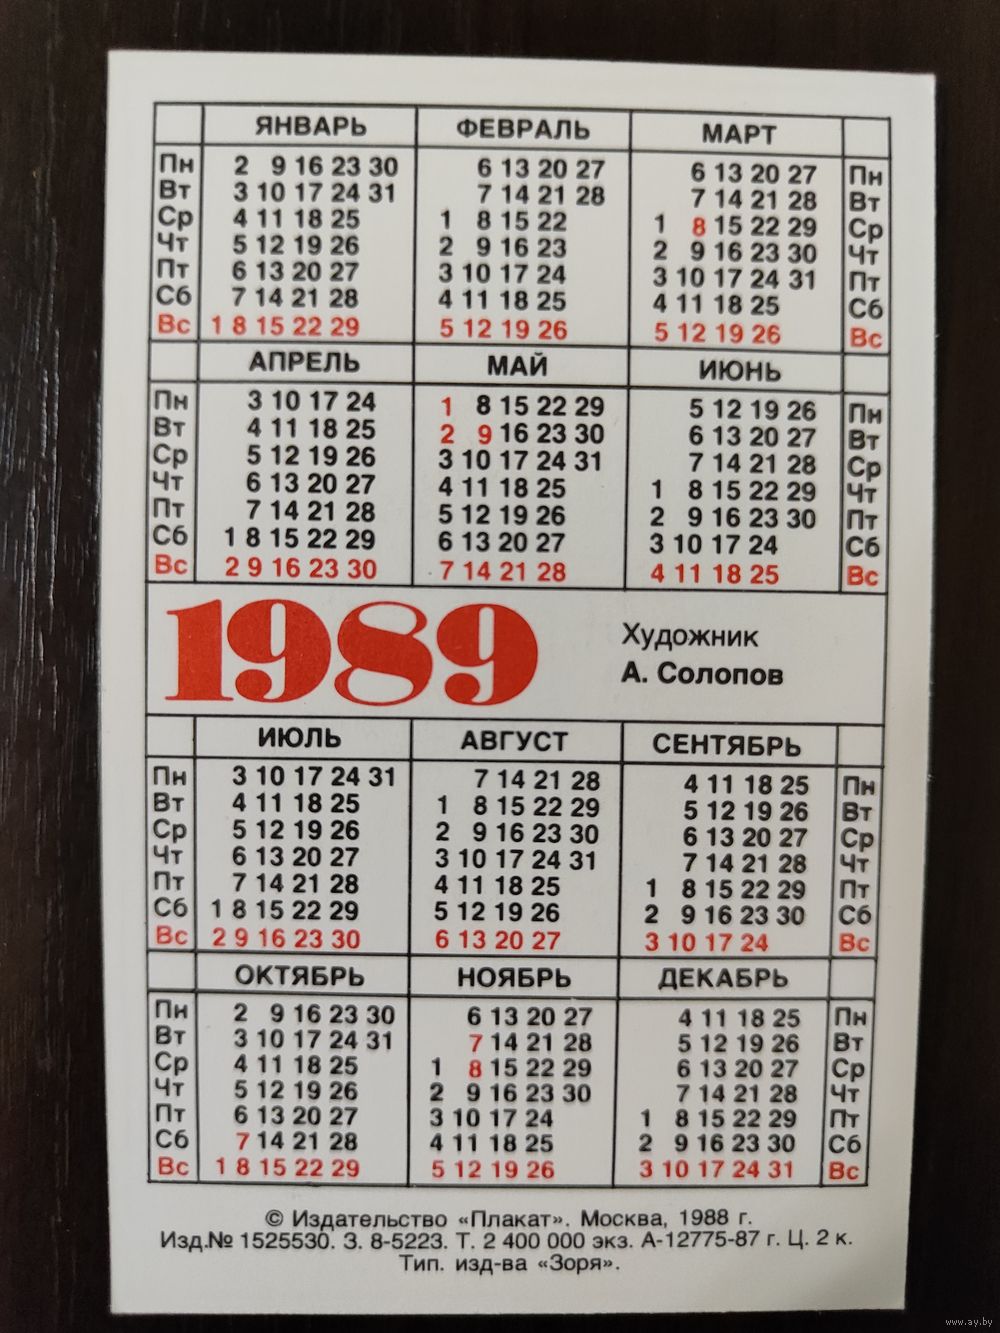 ЯНВАРЬ ФЕВРАЛЬ МАРТ
Пн 2 9 16 23 30 6 13 20 27 6 13 20 27 Пн
Вт 3 10 17 24 31 7 14 21 28 7 14 21 28 Вт
Ср 4 11 18 25 1 8 15 22 1 8 15 22 29 Ср
Чт 5 12 19 26 2 9 16 23 2 9 16 23 30 Чт
Пт 6 13 20 27 3 10 17 24 3 10 17 24 31 Пт
Сб 7 14 21 28 4 11 18 25 4 11 18 25 Сб
Вс 1 8 15 22 29 5 12 19 26 5 12 19 26 Вс
АПРЕЛЬ МАЙ ИЮНЬ
Пн 3 10 17 24 1 8 15 22 29 5 12 19 26 Пн
Вт 4 11 18 25 2 9 16 23 30 6 13 20 27 Вт
Ср 5 12 19 26 3 10 17 24 31 7 14 21 28 Ср
Чт 6 13 20 27 4 11 18 25 1 8 15 22 29 Чт
Пт 7 14 21 28 5 12 19 26 2 9 16 23 30 Пт
Сб 1 8 15 22 29 6 13 20 27 3 10 17 24 Сб
Вс 2 9 16 23 30 7 14 21 28 4 11 18 25 Вс
1989
Художник
А. Солопов
ИЮЛЬ АВГУСТ СЕНТЯБРЬ
Пн 3 10 17 24 31 7 14 21 28 4 11 18 25 Пн
Вт 4 11 18 25 1 8 15 22 29 5 12 19 26 Вт
Ср 5 12 19 26 2 9 16 23 30 6 13 20 27 Ср
Чт 6 13 20 27 3 10 17 24 31 7 14 21 28 Чт
Пт 7 14 21 28 4 11 18 25 1 8 15 22 29 Пт
Сб 1 8 15 22 29 5 12 19 26 2 9 16 23 30 Сб
Вс 2 9 16 23 30 6 13 20 27 3 10 17 24 Вс
ОКТЯБРЬ НОЯБРЬ ДЕКАБРЬ
Пн 2 9 16 23 30 6 13 20 27 4 11 18 25 Пн
Вт 3 10 17 24 31 7 14 21 28 5 12 19 26 Вт
Ср 4 11 18 25 1 8 15 22 29 6 13 20 27 Ср
Чт 5 12 19 26 2 9 16 23 30 7 14 21 28 Чт
Пт 6 13 20 27 3 10 17 24 1 8 15 22 29 Пт
Сб 7 14 21 28 4 11 18 25 2 9 16 23 30 Сб
Вс 1 8 15 22 29 5 12 19 26 3 10 17 24 31 Вс
© Издательство «Плакат». Москва, 1988 г.
Изд.№ 1525530. З. 8-5223. Т. 2 400 000 экз. А-12775-87 г. Ц. 2 к.
Тип. изд-ва «Зоря».
www.ay.by